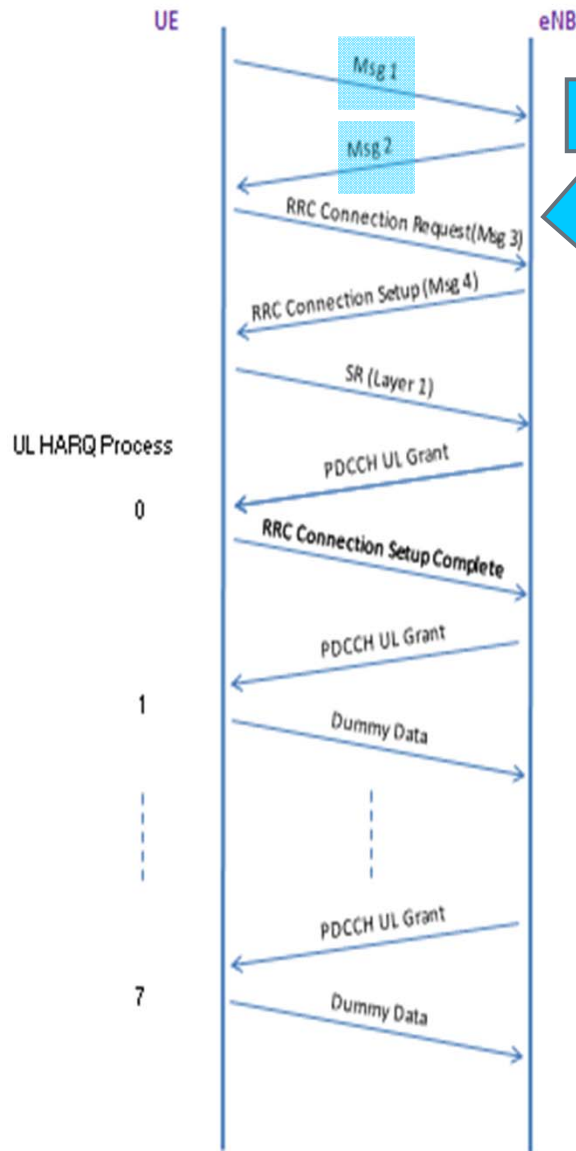 UE
eNB
Msg 1
Msg 2
RRC Connection Request(Msg 3)
RRC Connection Setup (Msg 4)
SR (Layer 1)
UL HARQ Process
PDCCH UL Grant
0
RRC Connection Setup Complete
PDCCH UL Grant
1
Dummy Data
PDCCH UL Grant
7
Dummy Data